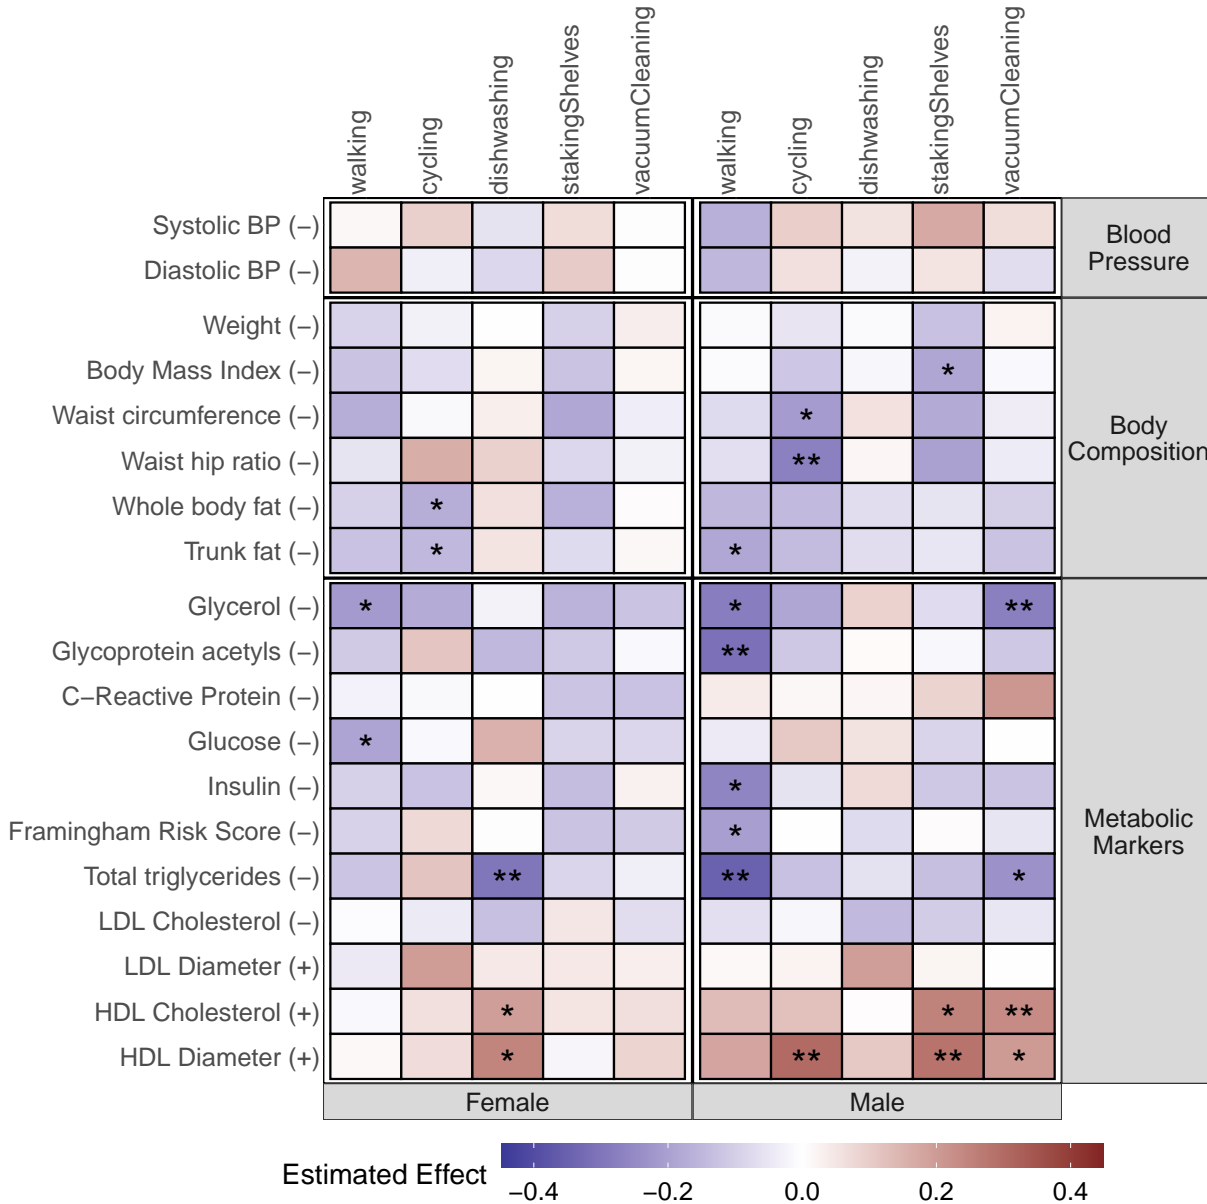 walking cycling dishwashing stakingShelves vacuumCleaning walking cycling dishwashing stakingShelves vacuumCleaning
Systolic BP (−)
Diastolic BP (−)
Blood
Pressure
Weight (−)
Body Mass Index (−)
*
Waist circumference (−)
*
Waist hip ratio (−)
**
Whole body fat (−)
*
Trunk fat (−)
* *
Body
Composition
Glycerol (−)
* * **
Glycoprotein acetyls (−)
**
C−Reactive Protein (−)
Glucose (−)
*
Insulin (−)
*
Framingham Risk Score (−)
*
Total triglycerides (−)
** ** *
LDL Cholesterol (−)
LDL Diameter (+)
HDL Cholesterol (+)
* * **
HDL Diameter (+)
* ** ** *
Metabolic
Markers
Female Male
Estimated Effect
−0.4 −0.2 0.0 0.2 0.4